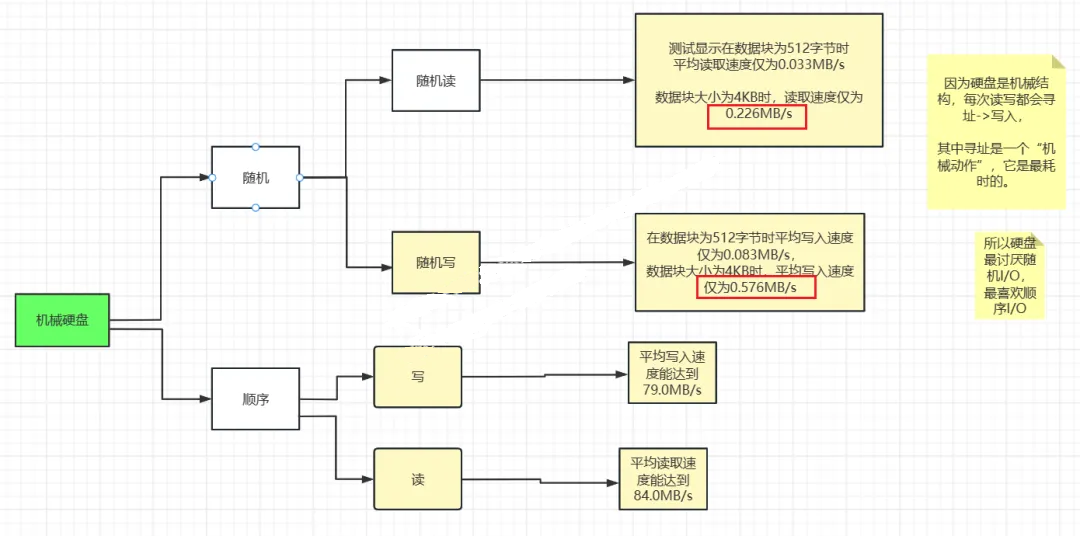 机械硬盘
随机
随机读
测试显示在数据块为512字节时
平均读取速度仅为0.033MB/s
数据块大小为4KB时，读取速度仅为
0.226MB/s
随机写
在数据块为512字节时平均写入速度
仅为0.083MB/s，
数据块大小为4KB时，平均写入速度
仅为0.576MB/s
顺序
写
平均写入速
度能达到
79.0MB/s
读
平均读取速
度能达到
84.0MB/s
因为硬盘是机械结
构，每次读写都会寻
址->写入，
其中寻址是一个“机
械动作”，它是最耗
时的。
所以硬盘
最讨厌随
机I/O，
最喜欢顺
序I/O